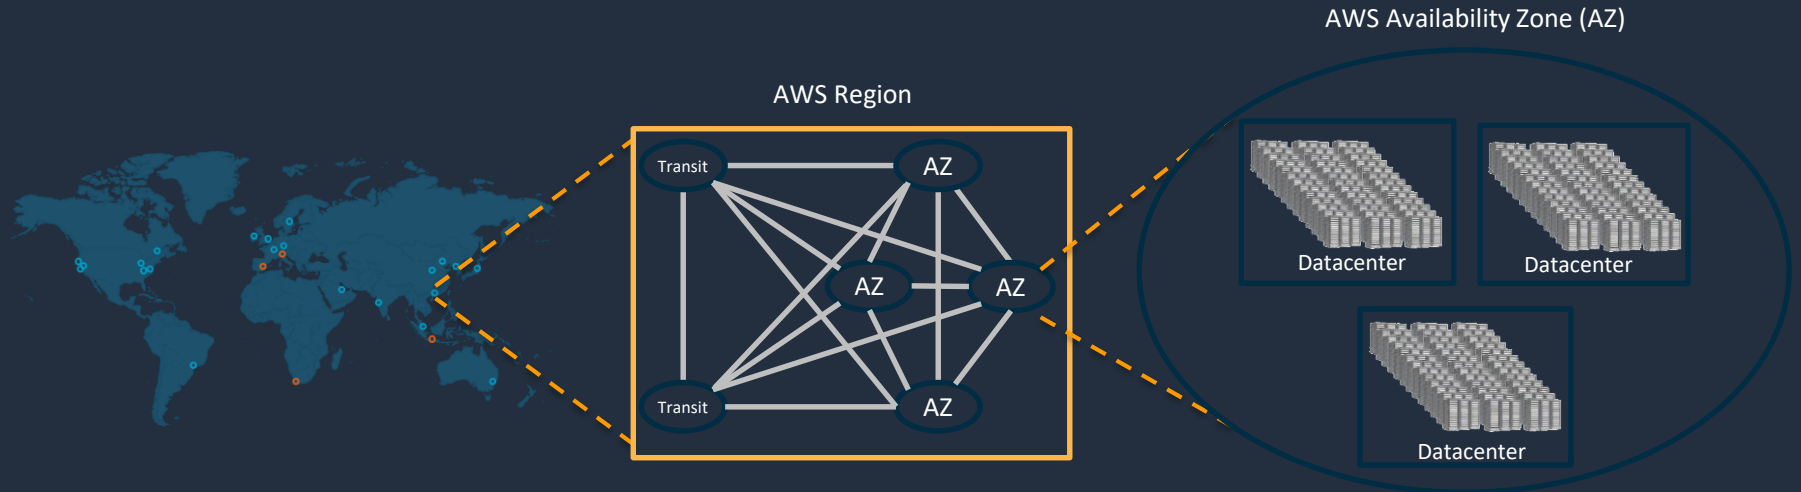 AWS Availability Zone (AZ)
AWS Region
Transit
AZ
AZ
AZ
Transit
AZ
Datacenter
Datacenter
Datacenter